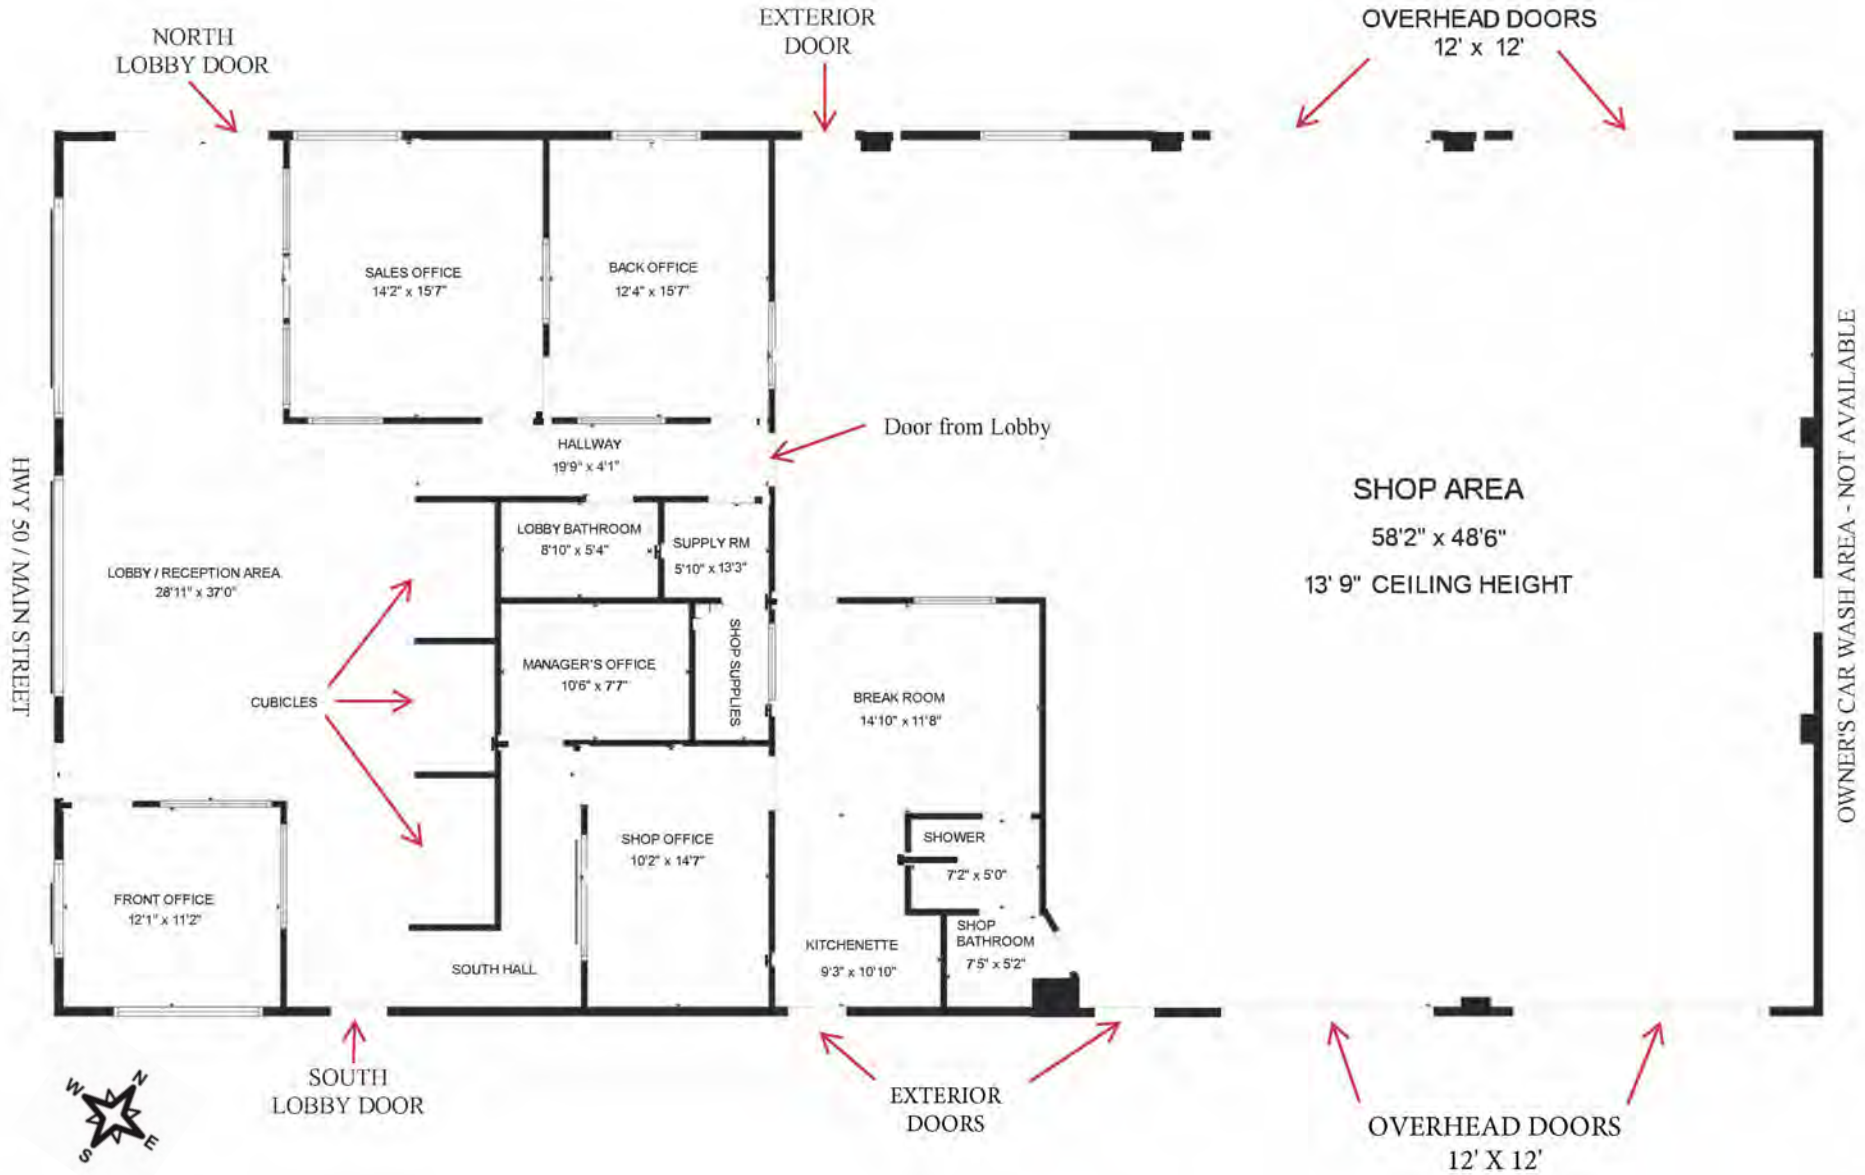 NORTH
LOBBY DOOR
EXTERIOR
DOOR
OVERHEAD DOORS
12' x 12'
SALES OFFICE
14'2" x 15'7"
BACK OFFICE
12'4" x 15'7"
Door from Lobby
HALLWAY
19'9" x 4'1"
SHOP AREA
58'2" x 48'6"
13' 9" CEILING HEIGHT
OWNER'S CAR WASH AREA - NOT AVAILABLE
HWY 50 / MAIN STREET
LOBBY BATHROOM
8'10" x 5'4"
SUPPLY RM
5'10" x 13'3"
LOBBY / RECEPTION AREA
28'11" x 37'0"
MANAGER'S OFFICE
10'6" x 7'7"
SHOP SUPPLIES
CUBICLES
BREAK ROOM
14'10" x 11'8"
SHOP OFFICE
10'2" x 14'7"
SHOWER
7'2" x 5'0"
FRONT OFFICE
12'1" x 11'2"
SHOP
BATHROOM
7'5" x 5'2"
KITCHENETTE
9'3" x 10'10"
SOUTH HALL
SOUTH
LOBBY DOOR
EXTERIOR
DOORS
OVERHEAD DOORS
12' X 12'
N
W
E
S